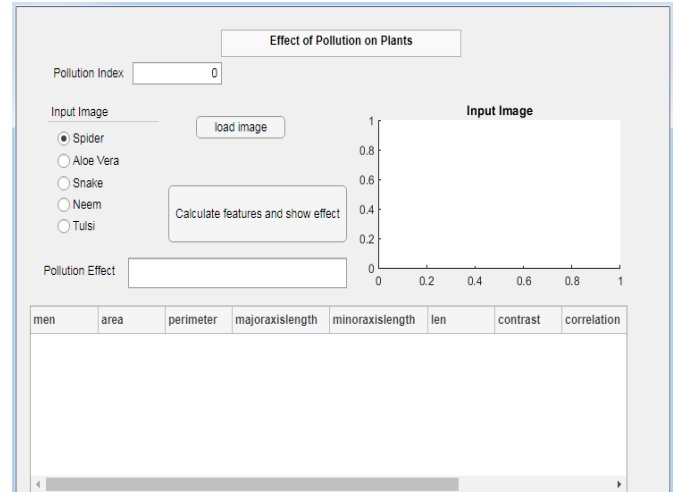 Effect of Pollution on Plants
Pollution Index 0
Input Image
Spider
Aloe Vera
Snake
Neem
Tulsi
load image
Calculate features and show effect
Pollution Effect
Input Image
1
0.8
0.6
0.4
0.2
0
0 0.2 0.4 0.6 0.8 1
men area perimeter majoraxislength minoraxislength len contrast correlation